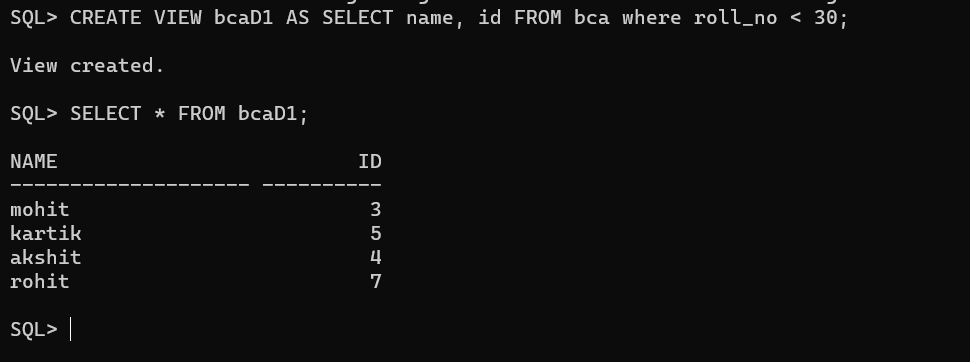 SQL> CREATE VIEW bcaD1 AS SELECT name, id FROM bca where roll_no < 30;
View created.
SQL> SELECT * FROM bcaD1;
NAME                         ID
-------------------- ----------
mohit                         3
kartik                        5
akshit                        4
rohit                         7
SQL>